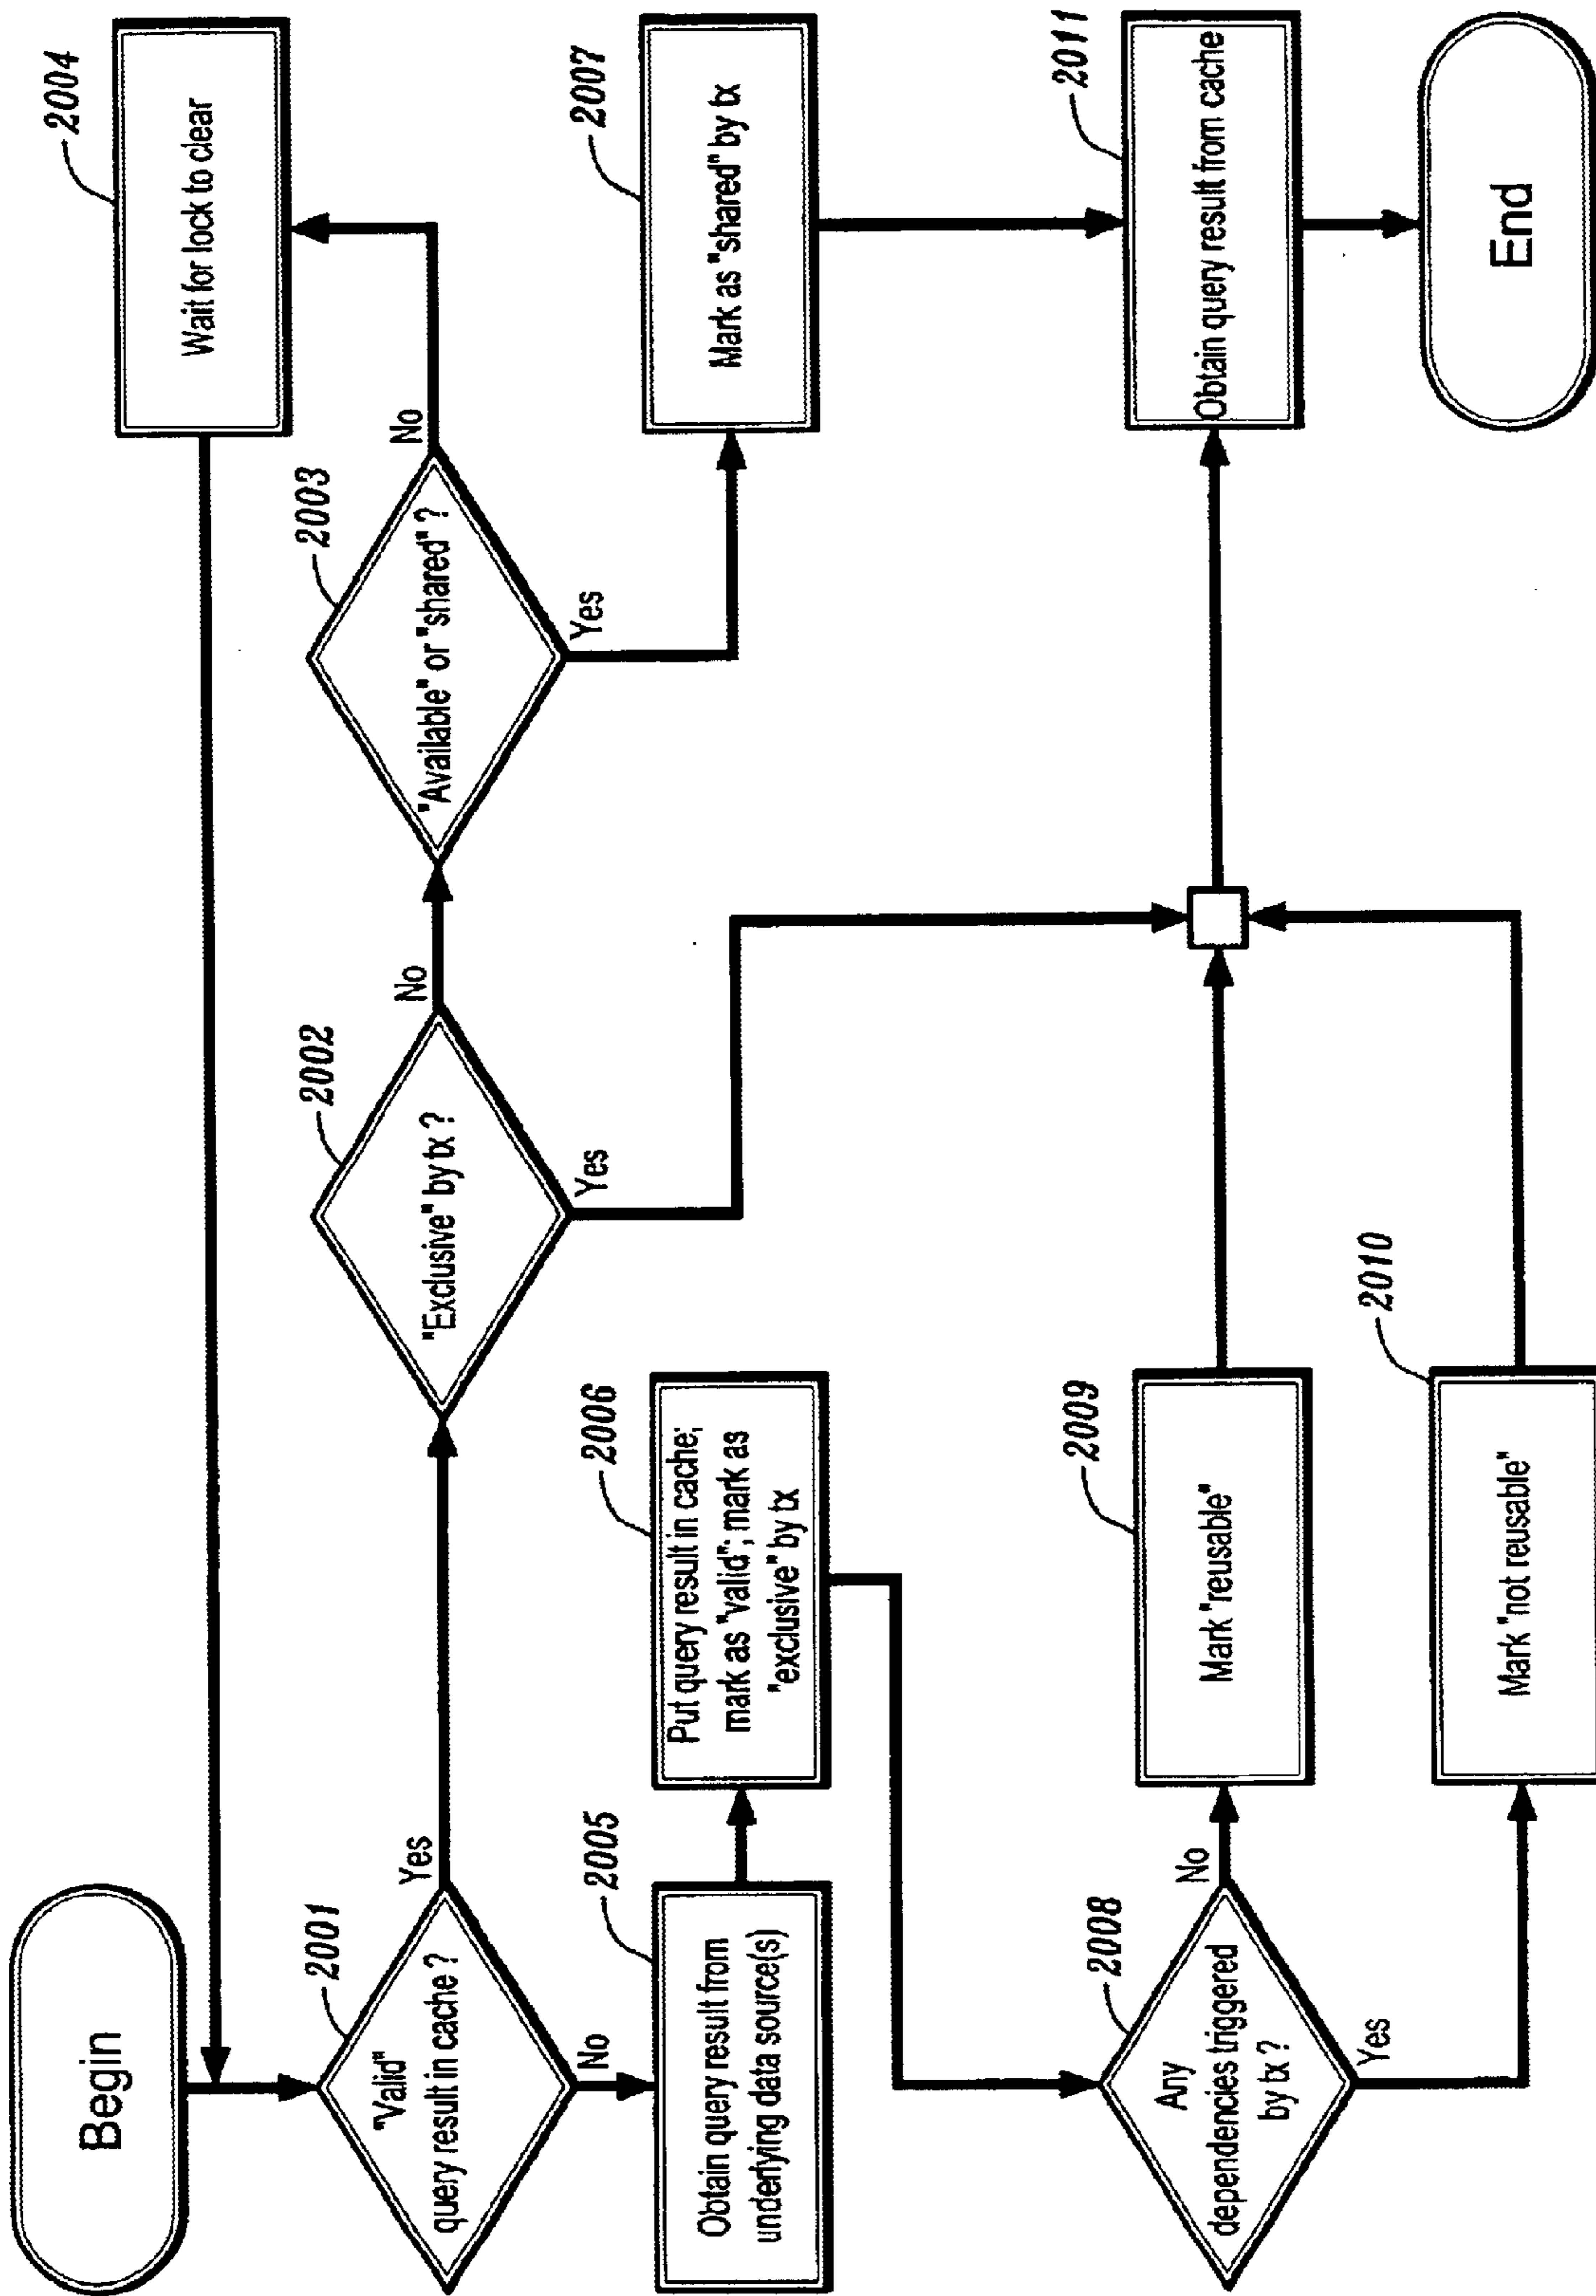 Begin
2001
"Valid"
query result in cache ?
Yes
No
2002
"Exclusive" by tx ?
No
Yes
2003
"Available" or "shared" ?
No
Yes
2004
Wait for lock to clear
2005
Obtain query result from
underlying data source(s)
2006
Put query result in cache;
mark as "valid"; mark as
"exclusive" by tx
2007
Mark as "shared" by tx
2008
Any
dependencies triggered
by tx ?
No
Yes
2009
Mark "reusable"
2010
Mark "not reusable"
2011
Obtain query result from cache
End